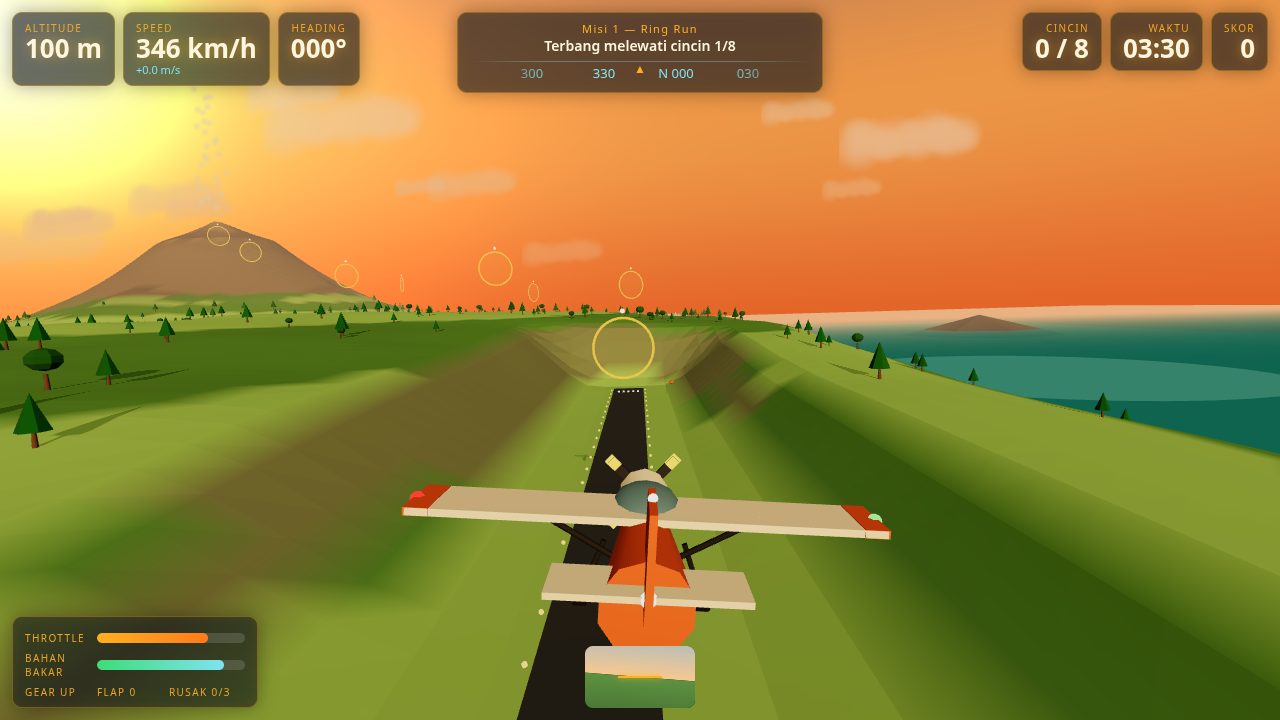 ALTITUDE
100 m
SPEED
346 km/h
+0.0 m/s
HEADING
000°
Misi 1 — Ring Run
Terbang melewati cincin 1/8
300 330 ▲ N 000 030
CINCIN
0 / 8
WAKTU
03:30
SKOR
0
THROTTLE
BAHAN
BAKAR
GEAR UP FLAP 0 RUSAK 0/3